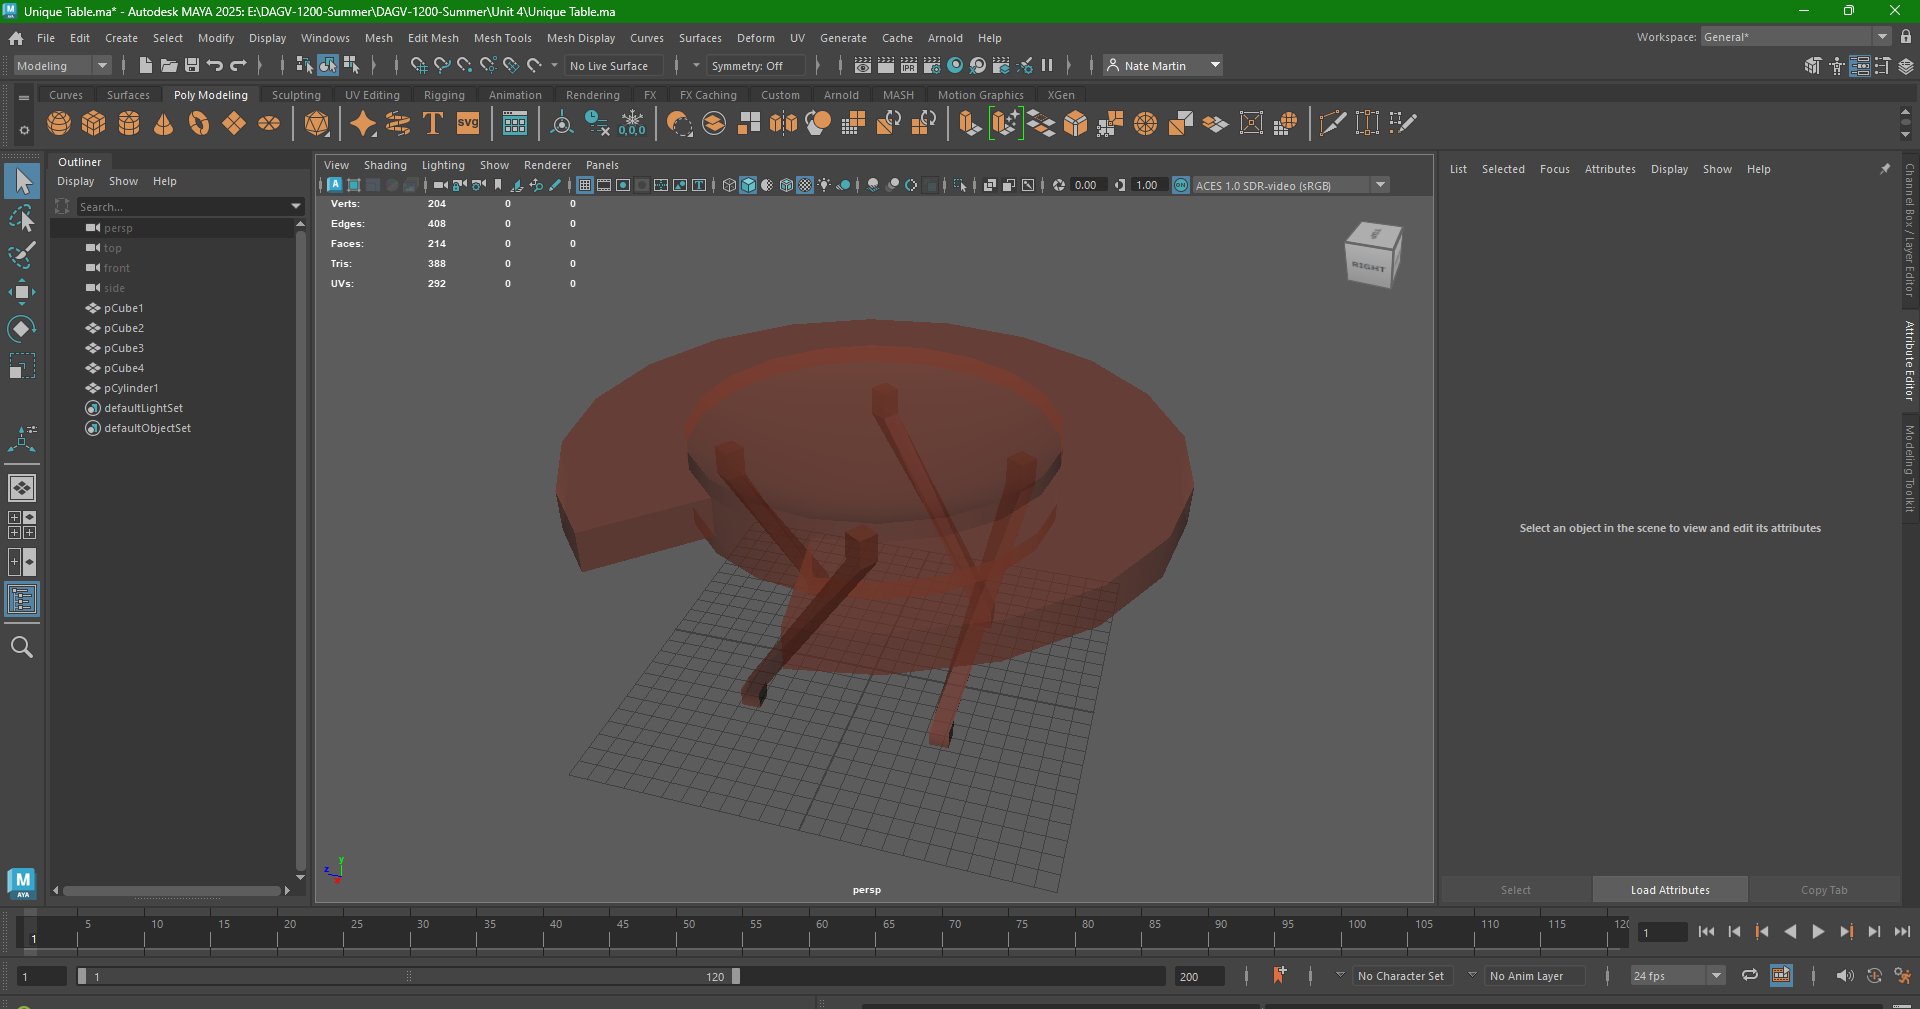 Unique Table.ma* - Autodesk MAYA 2025: E:\DAGV-1200-Summer\DAGV-1200-Summer\Unit 4\Unique Table.ma
File Edit Create Select Modify Display Windows Mesh Edit Mesh Mesh Tools Mesh Display Curves Surfaces Deform UV Generate Cache Arnold Help
Workspace: General*
Modeling No Live Surface Symmetry: Off IPR Nate Martin
Curves Surfaces Poly Modeling Sculpting UV Editing Rigging Animation Rendering FX FX Caching Custom Arnold MASH Motion Graphics XGen
T SVG 0,0,0
Outliner
Display Show Help
Search...
persp
top
front
side
pCube1
pCube2
pCube3
pCube4
pCylinder1
defaultLightSet
defaultObjectSet
View Shading Lighting Show Renderer Panels
0.00 1.00 ACES 1.0 SDR-video (sRGB)
Verts: 204 0 0
Edges: 408 0 0
Faces: 214 0 0
Tris: 388 0 0
UVs: 292 0 0
RIGHT
y
z
persp
List Selected Focus Attributes Display Show Help
Select an object in the scene to view and edit its attributes
Select Load Attributes Copy Tab
Channel Box / Layer Editor
Attribute Editor
Modeling Toolkit
M
AYA
1 5 10 15 20 25 30 35 40 45 50 55 60 65 70 75 80 85 90 95 100 105 110 115 120
1
1 1 120 200 No Character Set No Anim Layer 24 fps